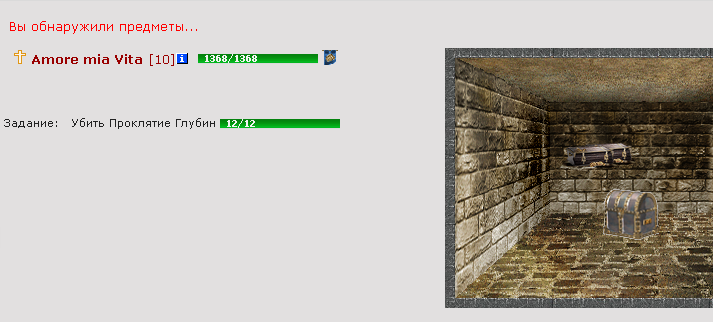 Вы обнаружили предметы...
Amore mia Vita [10] i 1368/1368
Задание: Убить Проклятие Глубин 12/12